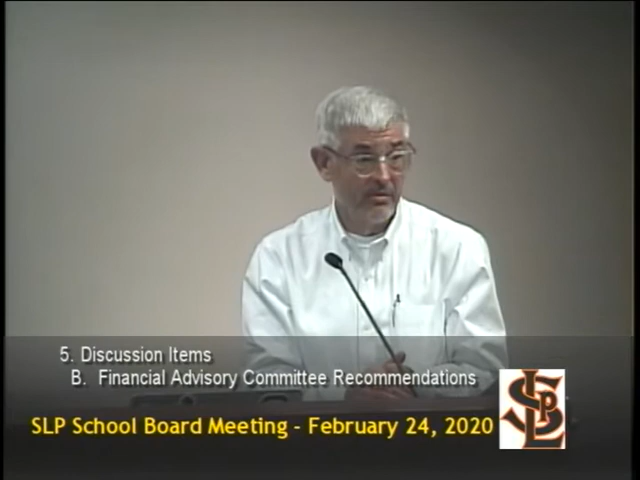 5. Discussion Items
B. Financial Advisory Committee Recommendations
SLP School Board Meeting - February 24, 2020
SLP